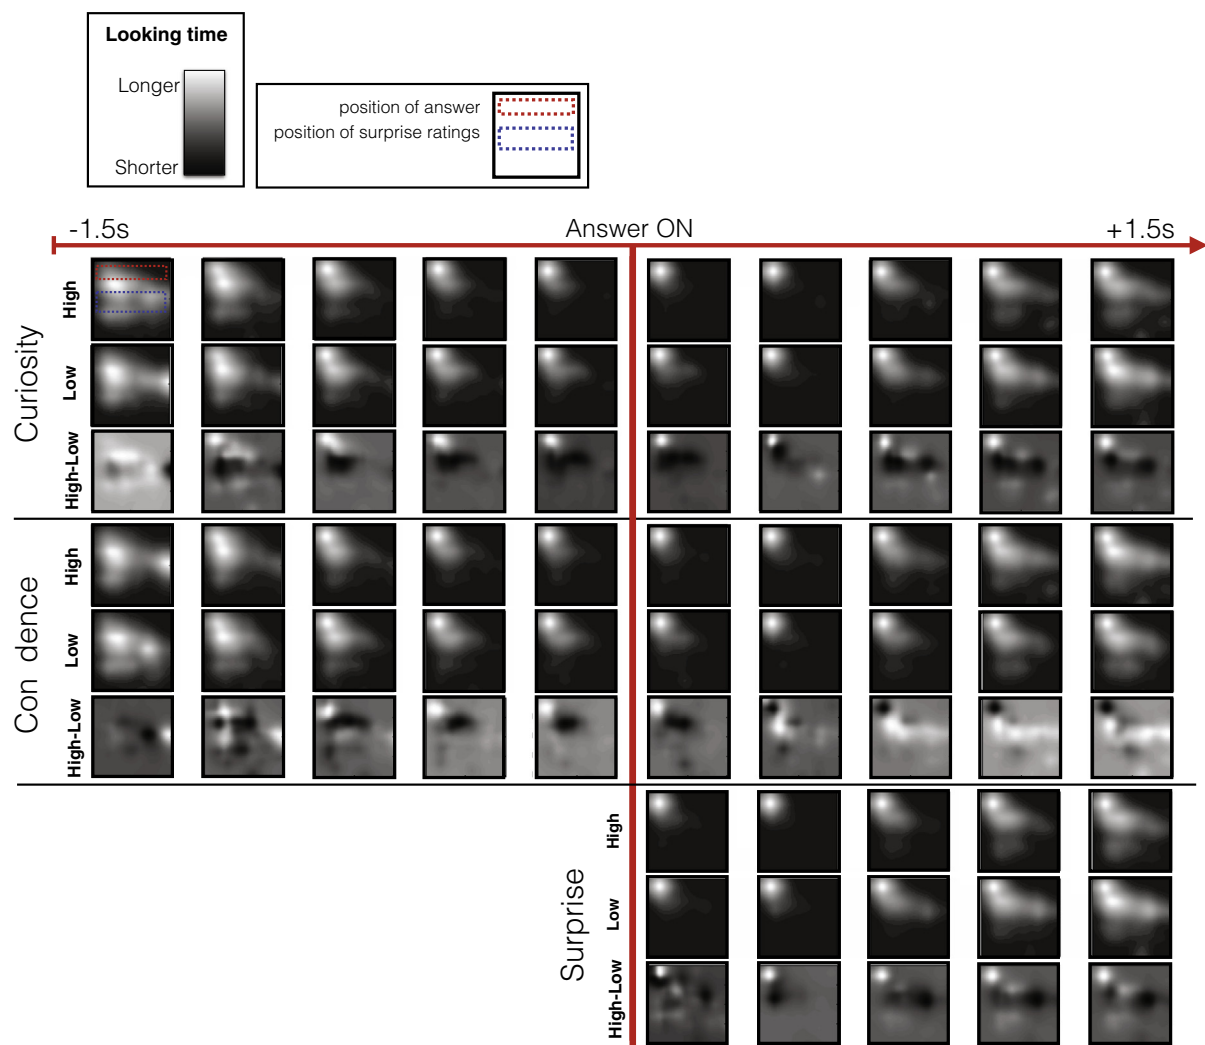 Looking time
Longer
Shorter
position of answer
position of surprise ratings
-1.5s
Answer ON
+1.5s
Curiosity
High
Low
High-Low
Con dence
High
Low
High-Low
Surprise
High
Low
High-Low